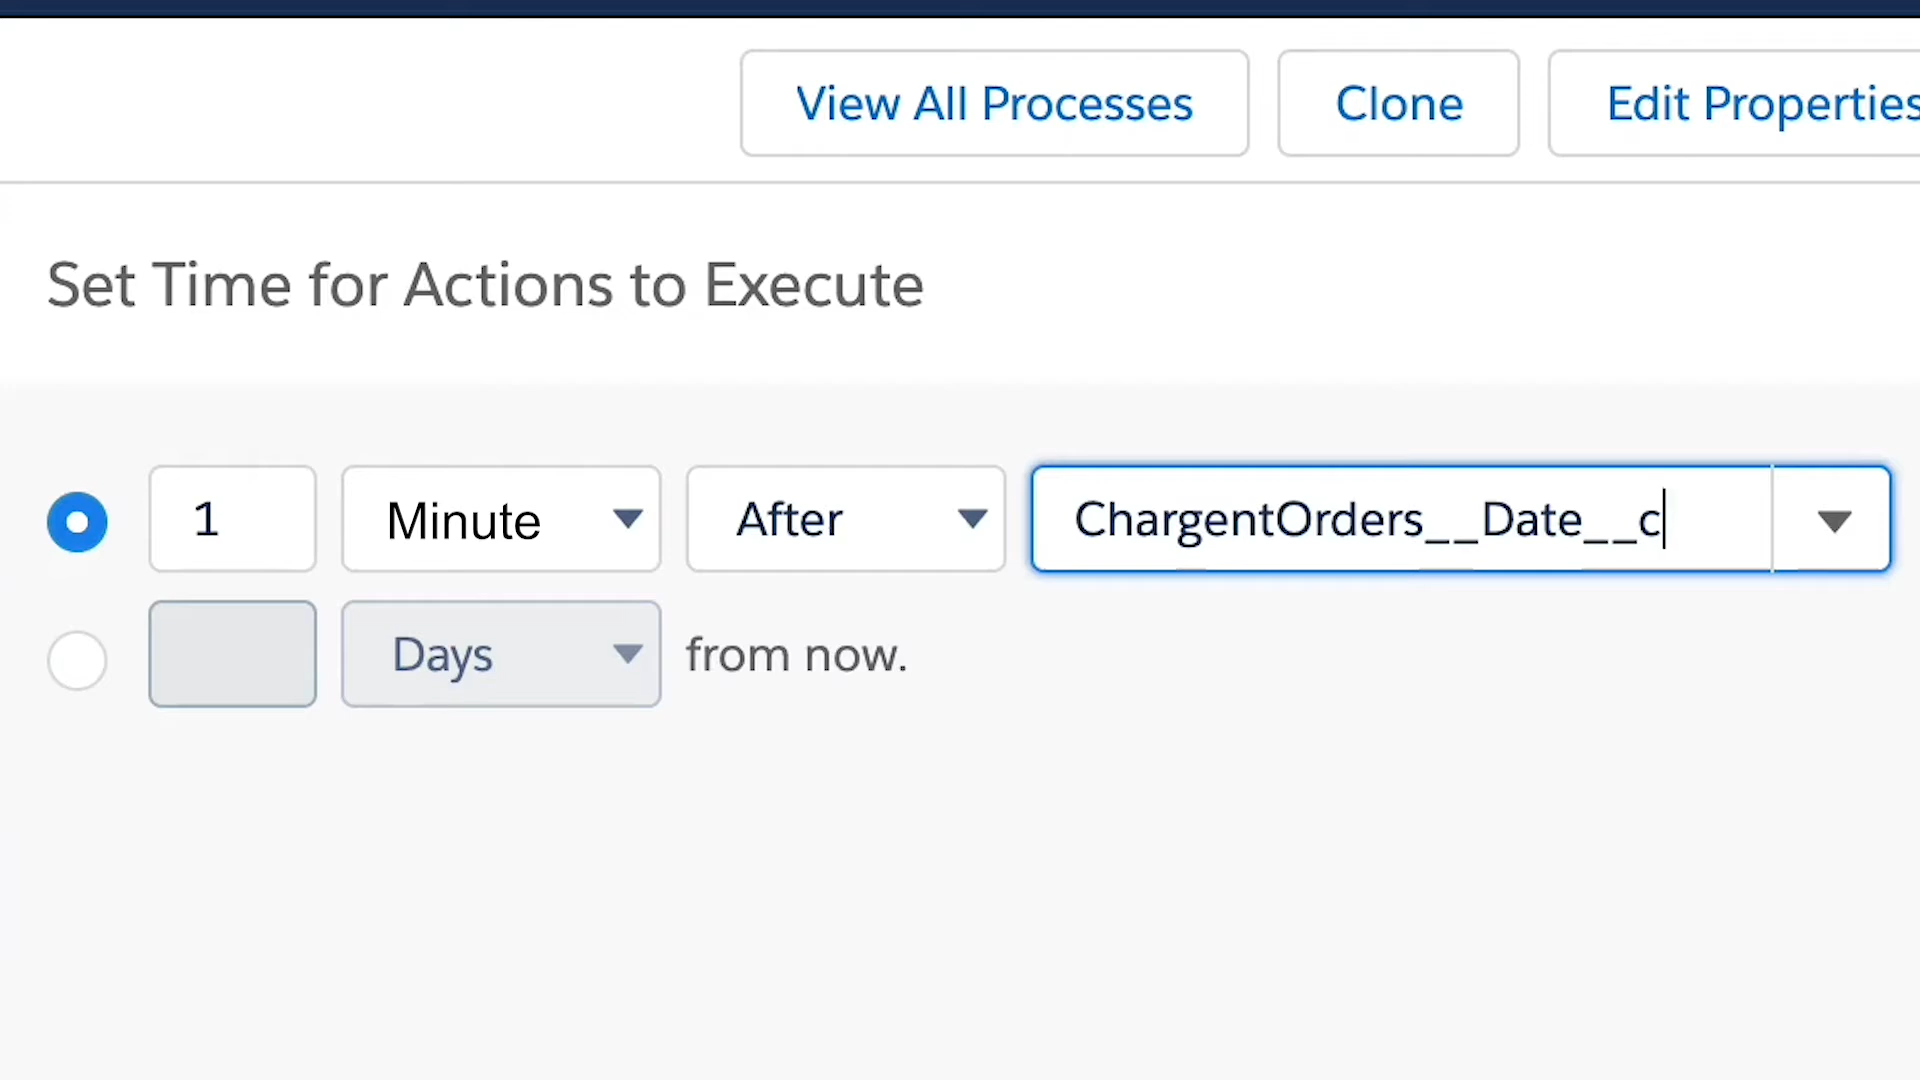 View All Processes Clone Edit Properties
Set Time for Actions to Execute
1 Minute After ChargentOrders__Date__c
Days from now.